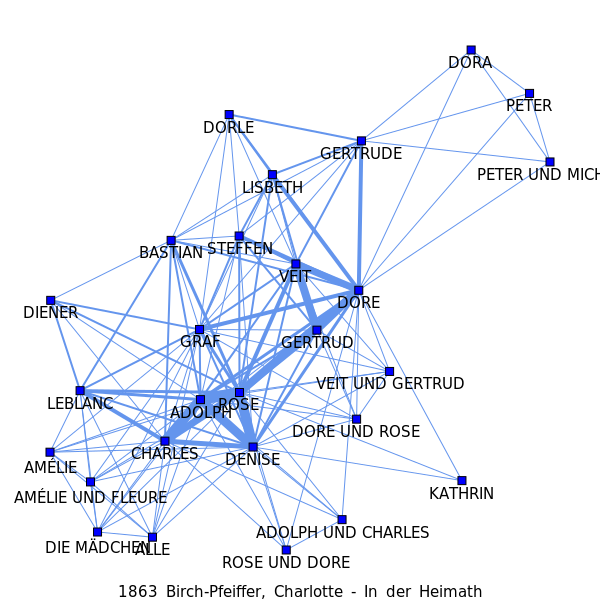 DORA
PETER
DORLE
GERTRUDE
PETER UND MICH
LISBETH
BASTIAN
STEFFEN
VEIT
DORE
DIENER
GRAF
GERTRUD
VEIT UND GERTRUD
LEBLANC
ADOLPH
ROSE
DORE UND ROSE
CHARLES
DENISE
AMÉLIE
AMÉLIE UND FLEURE
KATHRIN
ADOLPH UND CHARLES
DIE MÄDCHEN
ALLE
ROSE UND DORE
1863 Birch-Pfeiffer, Charlotte - In der Heimath